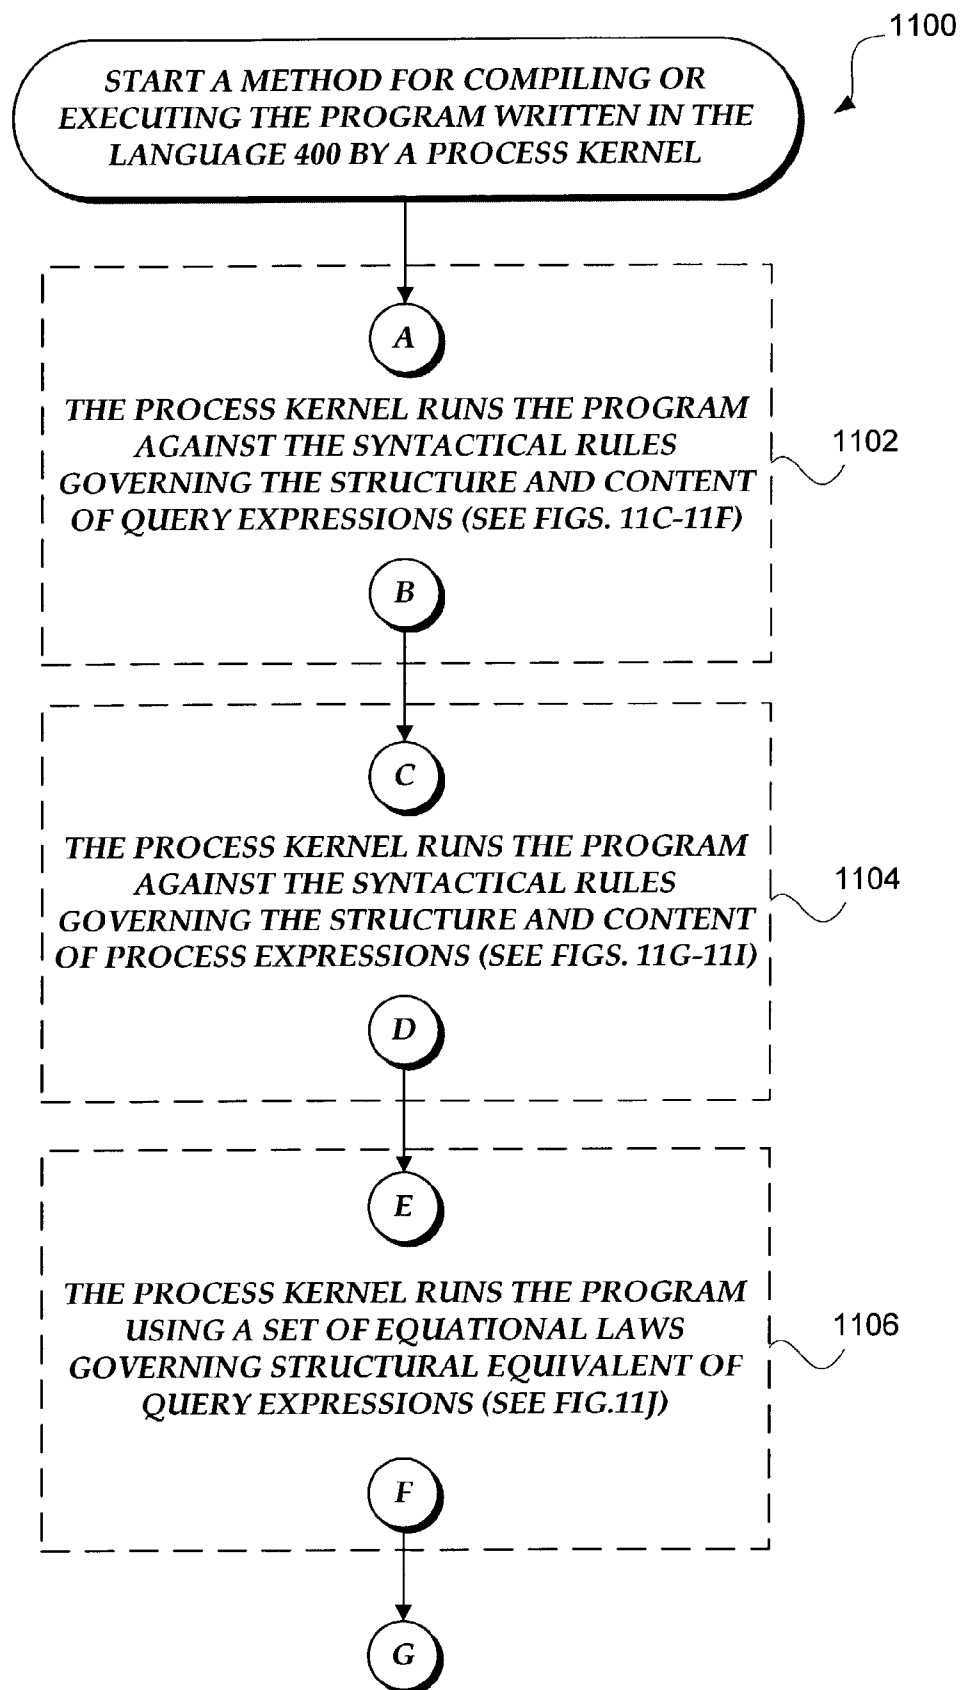 1100
START A METHOD FOR COMPILING OR
EXECUTING THE PROGRAM WRITTEN IN THE
LANGUAGE 400 BY A PROCESS KERNEL
A
THE PROCESS KERNEL RUNS THE PROGRAM
AGAINST THE SYNTACTICAL RULES
GOVERNING THE STRUCTURE AND CONTENT
OF QUERY EXPRESSIONS (SEE FIGS. 11C-11F)
1102
B
C
THE PROCESS KERNEL RUNS THE PROGRAM
AGAINST THE SYNTACTICAL RULES
GOVERNING THE STRUCTURE AND CONTENT
OF PROCESS EXPRESSIONS (SEE FIGS. 11G-11I)
1104
D
E
THE PROCESS KERNEL RUNS THE PROGRAM
USING A SET OF EQUATIONAL LAWS
GOVERNING STRUCTURAL EQUIVALENT OF
QUERY EXPRESSIONS (SEE FIG.11J)
1106
F
G